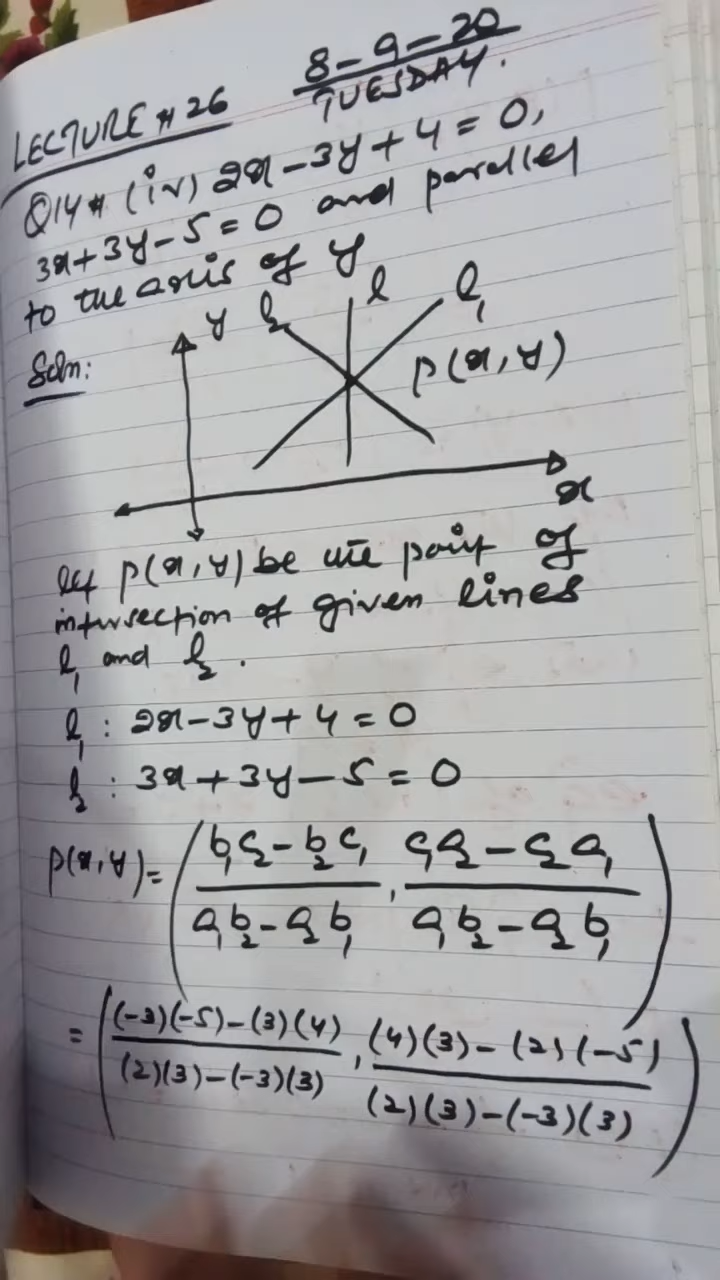 8-9-20
TUESDAY.
LECTURE # 26
Q14# (iv) 2x-3y+4=0,
3x+3y-5=0 and parallel
to the axis of y
y l₂ l l₁
Soln:
P(x,y)
x
let P(x,y) be the point of
intersection of given lines
l₁ and l₂.
l₁: 2x-3y+4=0
l₂: 3x+3y-5=0
P(x,y)= ( (b₁c₂-b₂c₁)/(a₁b₂-a₂b₁) , (c₁a₂-c₂a₁)/(a₁b₂-a₂b₁) )
= ( ((-3)(-5)-(3)(4))/((2)(3)-(-3)(3)) , ((4)(3)-(2)(-5))/((2)(3)-(-3)(3)) )